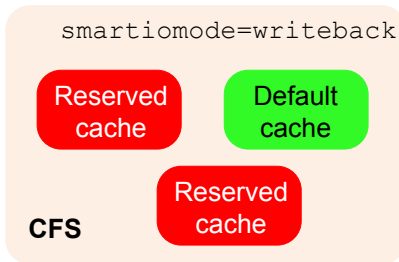 smartiomode=writeback
Reserved
cache
Default
cache
Reserved
cache
CFS